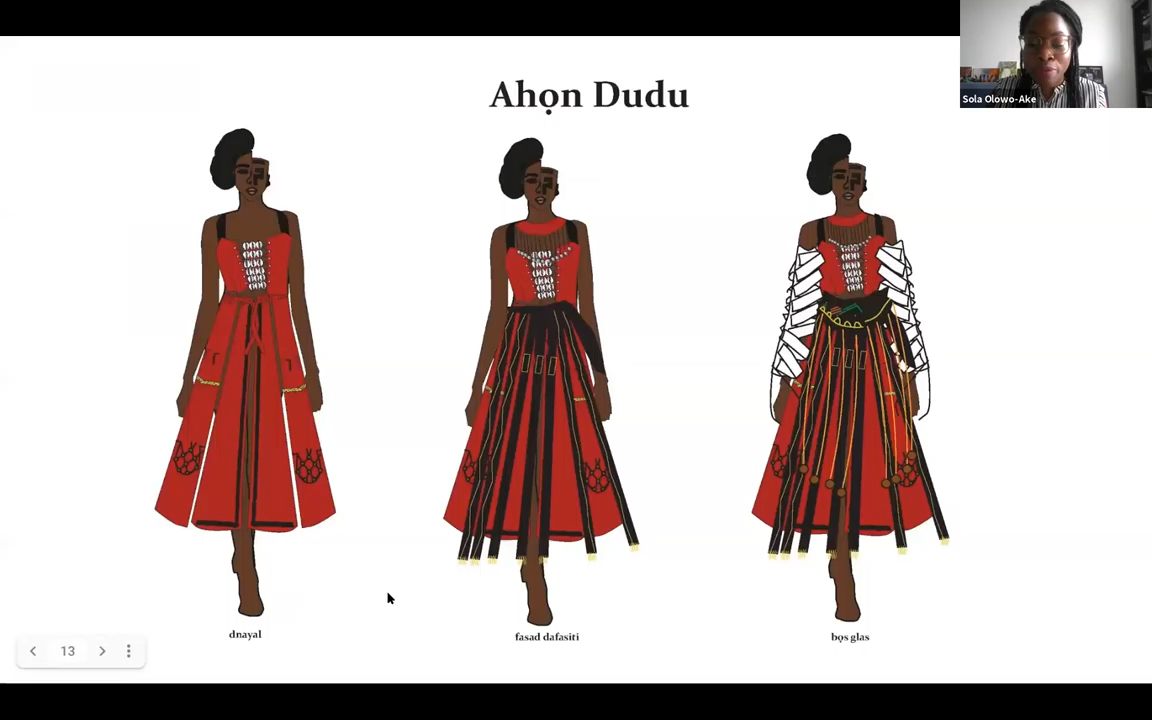 Ahọn Dudu
Sola Olowo-Ake
dnayal
fasad dafasiti
bọs glas
13